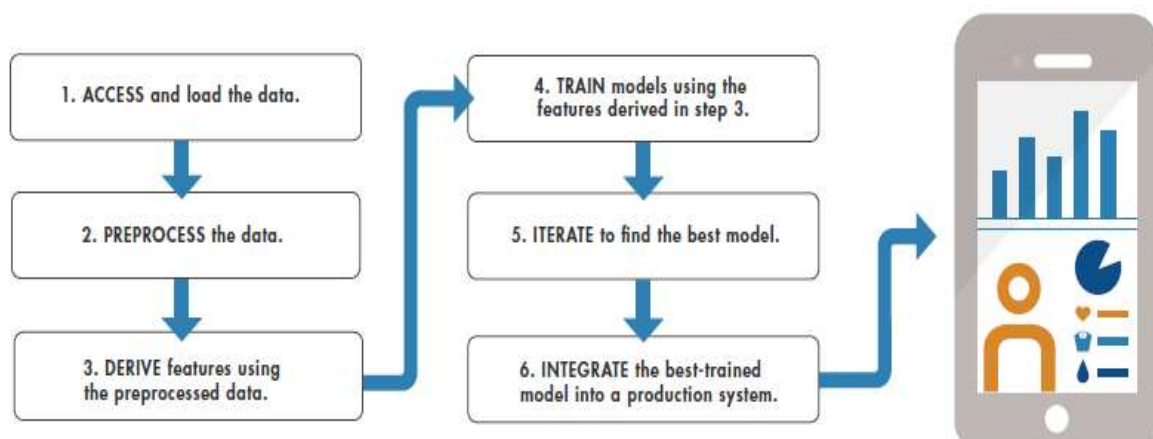 1. ACCESS and load the data.
2. PREPROCESS the data.
3. DERIVE features using
the preprocessed data.
4. TRAIN models using the
features derived in step 3.
5. ITERATE to find the best model.
6. INTEGRATE the best-trained
model into a production system.